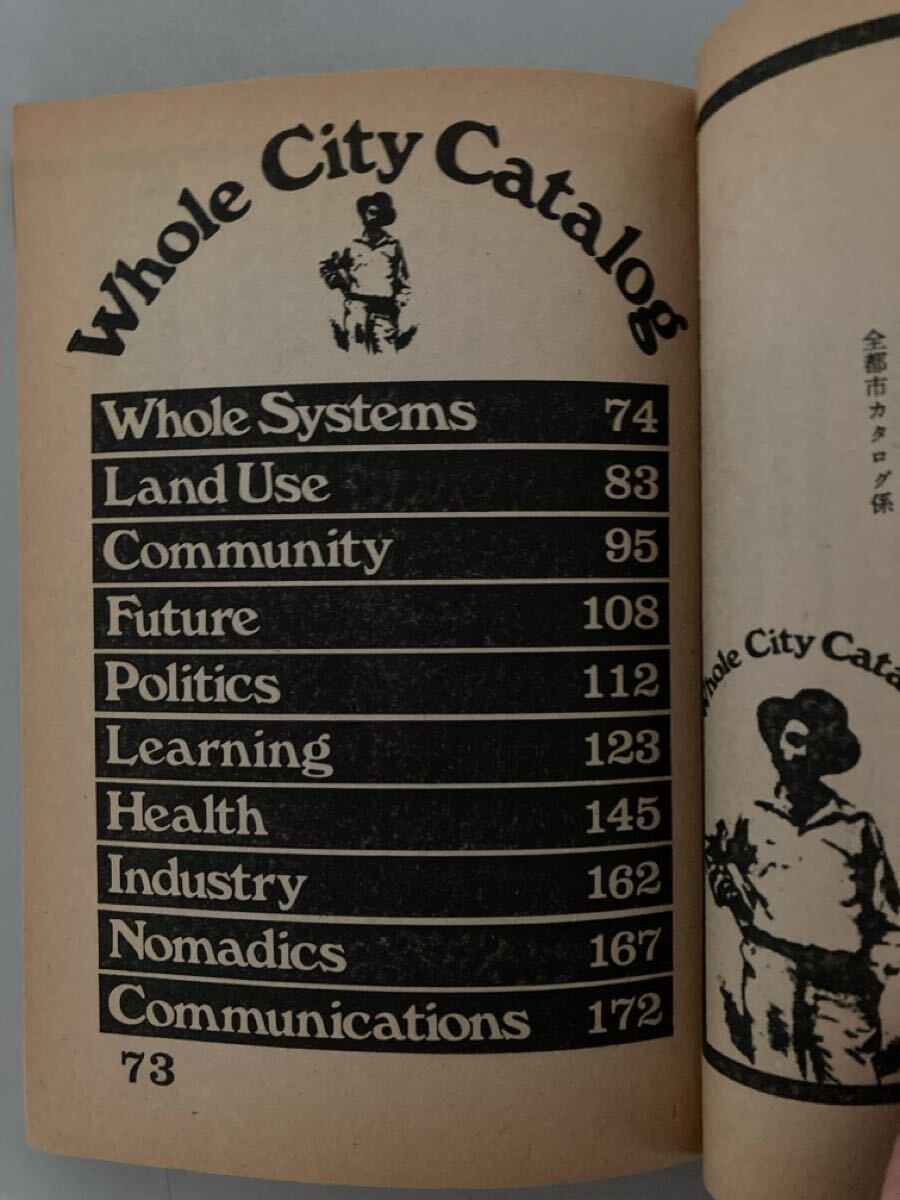 Whole City Catalog
Whole Systems 74
Land Use 83
Community 95
Future 108
Politics 112
Learning 123
Health 145
Industry 162
Nomadics 167
Communications 172
73
全都市カタログ係
Whole City Cata